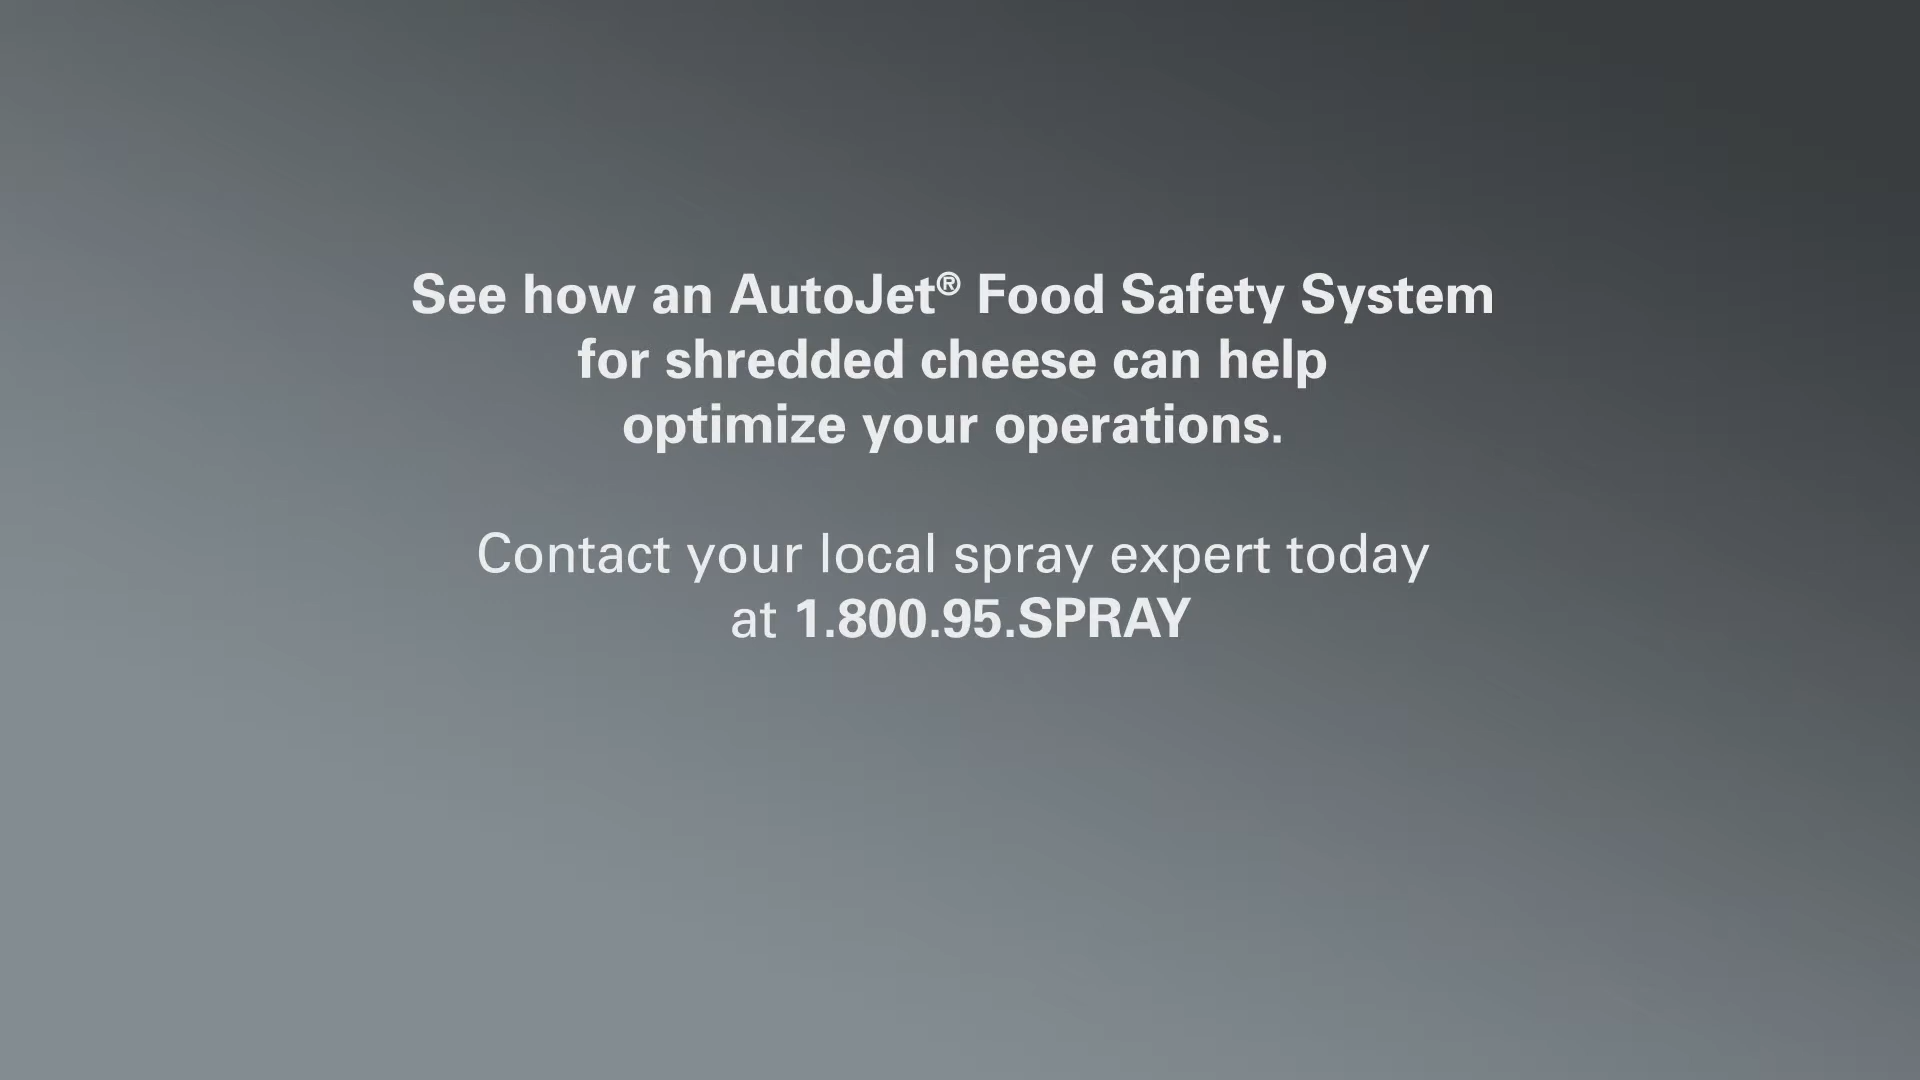 See how an AutoJet® Food Safety System
for shredded cheese can help
optimize your operations.
Contact your local spray expert today
at 1.800.95.SPRAY